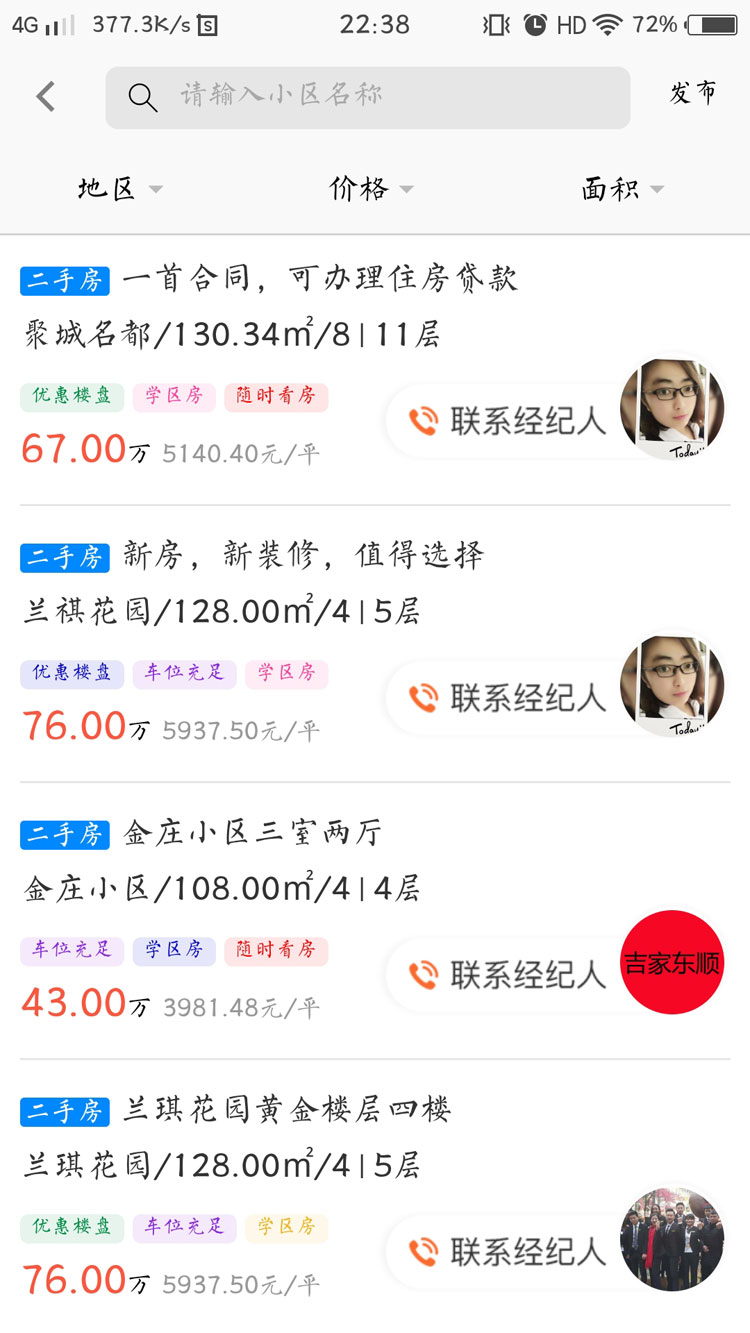 4G 377.3K/s 22:38 HD 72%
请输入小区名称 发布
地区 价格 面积
二手房 一首合同，可办理住房贷款
聚城名都/130.34㎡/8|11层
优惠楼盘 学区房 随时看房
联系经纪人
Today!!
67.00万 5140.40元/平
二手房 新房，新装修，值得选择
兰祺花园/128.00㎡/4|5层
优惠楼盘 车位充足 学区房
联系经纪人
Today!!
76.00万 5937.50元/平
二手房 金庄小区三室两厅
金庄小区/108.00㎡/4|4层
车位充足 学区房 随时看房
联系经纪人 吉家东顺
43.00万 3981.48元/平
二手房 兰琪花园黄金楼层四楼
兰琪花园/128.00㎡/4|5层
优惠楼盘 车位充足 学区房
联系经纪人
76.00万 5937.50元/平